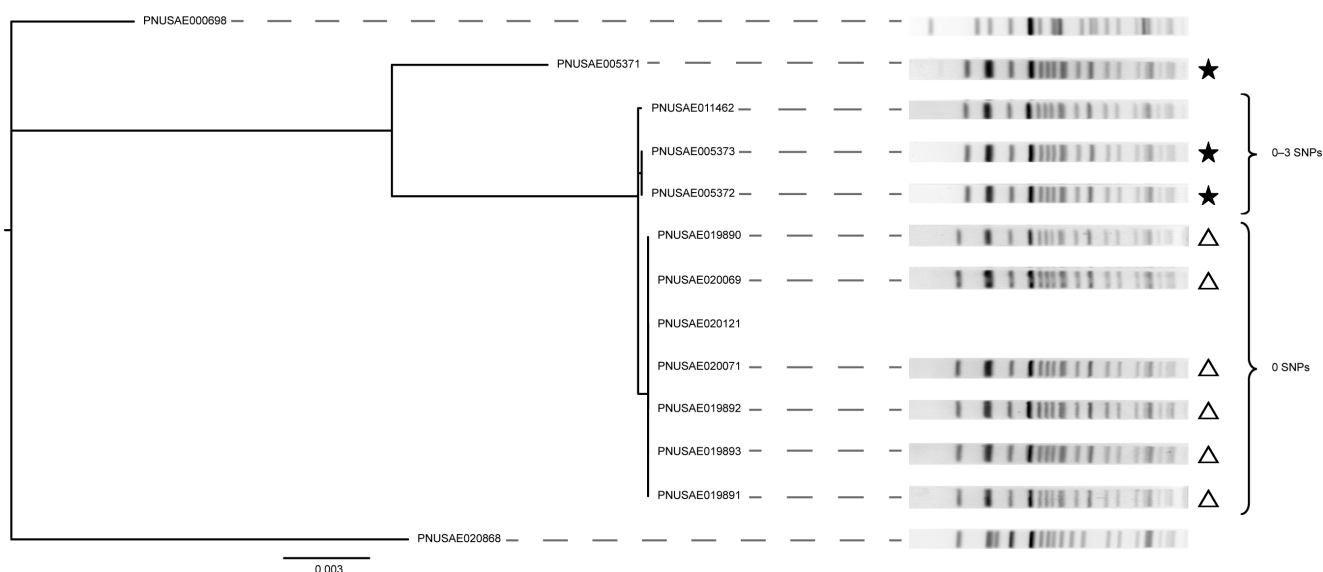 PNUSAE000698
PNUSAE005371
PNUSAE011462
PNUSAE005373
0–3 SNPs
PNUSAE005372
PNUSAE019890
PNUSAE020069
PNUSAE020121
PNUSAE020071
0 SNPs
PNUSAE019892
PNUSAE019893
PNUSAE019891
PNUSAE020868
0.003